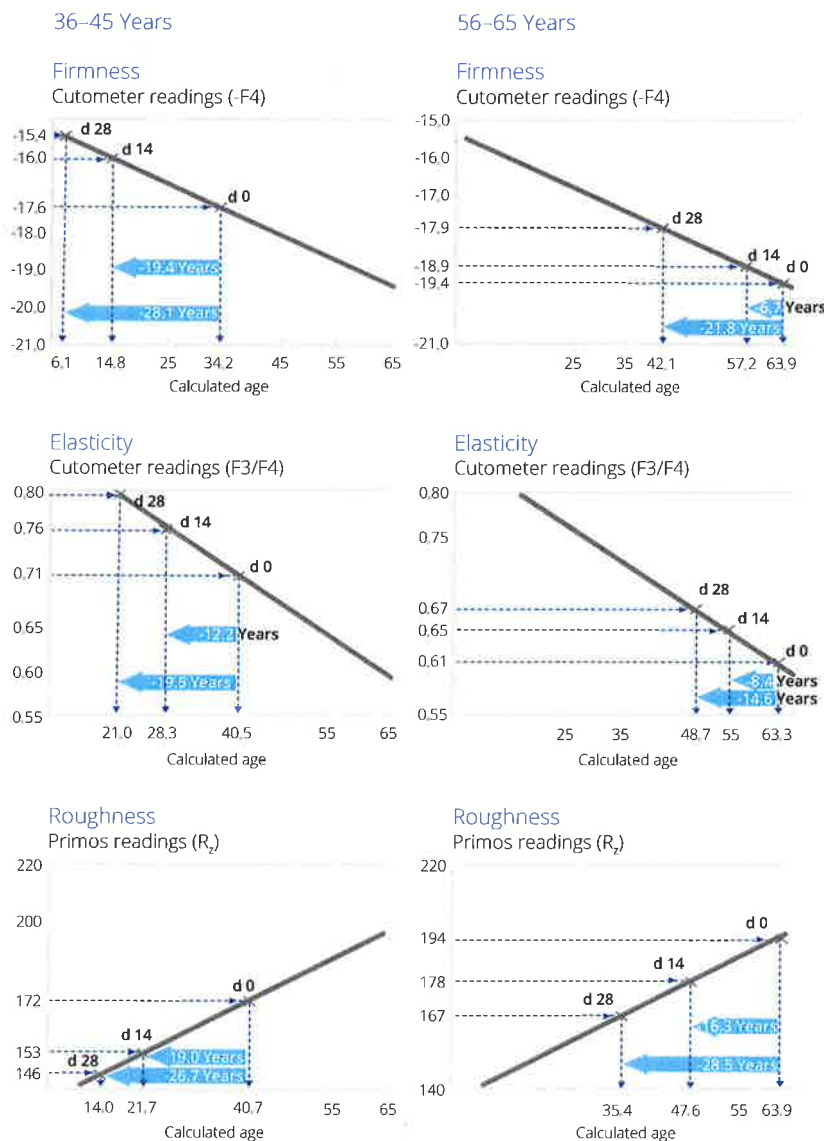 36–45 Years
Firmness
Cutometer readings (-F4)
-15.4
-16.0
-17.6
-18.0
-19.0
-20.0
-21.0
d 28
d 14
d 0
-19.4 Years
-28.1 Years
6.1 14.8 25 34.2 45 55 65
Calculated age
56–65 Years
Firmness
Cutometer readings (-F4)
-15.0
-16.0
-17.0
-17.9
-18.9
-19.4
-21.0
d 28
d 14
d 0
-6.7 Years
-21.8 Years
25 35 42.1 57.2 63.9
Calculated age
Elasticity
Cutometer readings (F3/F4)
0.80
0.76
0.71
0.65
0.60
0.55
d 28
d 14
d 0
-12.2 Years
-19.5 Years
21.0 28.3 40.5 55 65
Calculated age
Elasticity
Cutometer readings (F3/F4)
0.80
0.75
0.67
0.65
0.61
0.55
d 28
d 14
d 0
-8.4 Years
-14.6 Years
25 35 48.7 55 63.3
Calculated age
Roughness
Primos readings (Rz)
220
200
172
153
146
d 0
d 14
d 28
19.0 Years
26.7 Years
14.0 21.7 40.7 55 65
Calculated age
Roughness
Primos readings (Rz)
220
194
178
167
140
d 0
d 14
d 28
16.3 Years
28.5 Years
35.4 47.6 55 63.9
Calculated age